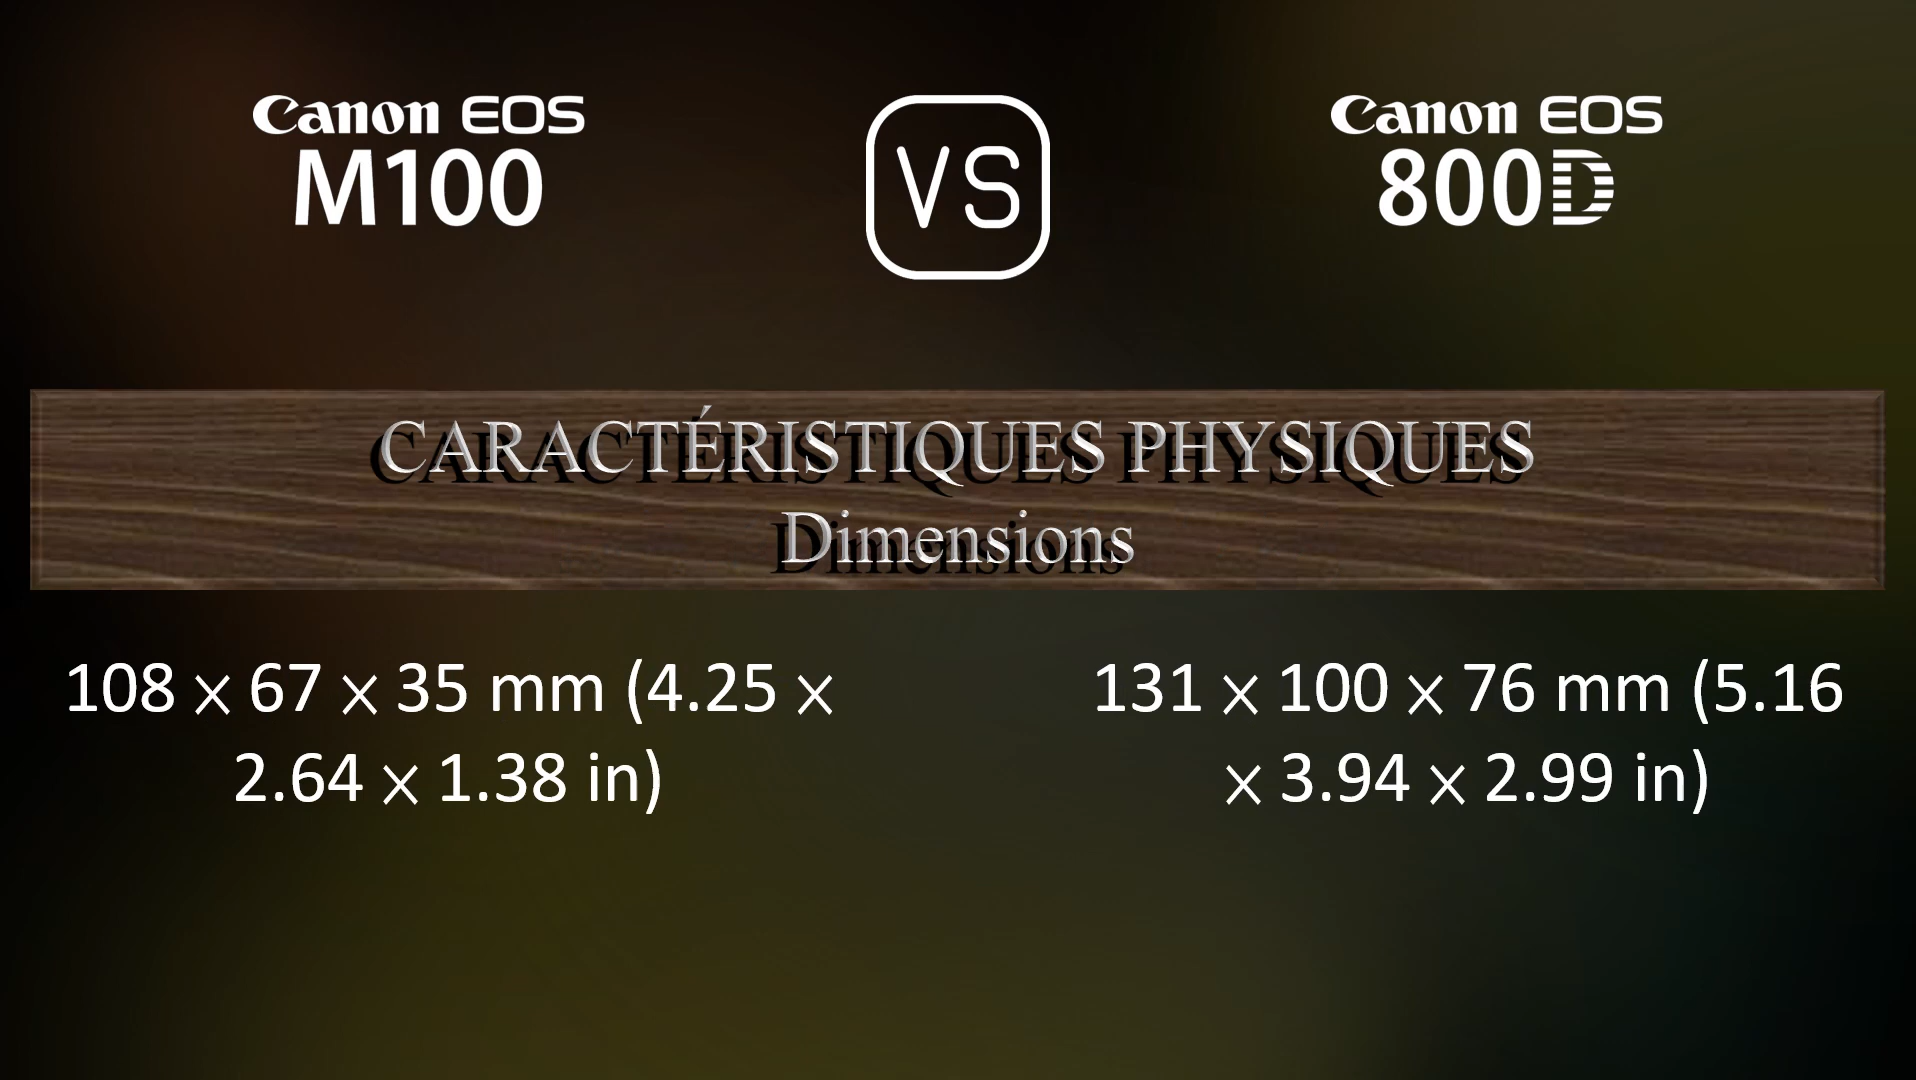 Canon EOS
M100
VS
Canon EOS
800D
CARACTÉRISTIQUES PHYSIQUES
Dimensions
108 x 67 x 35 mm (4.25 x
2.64 x 1.38 in)
131 x 100 x 76 mm (5.16
x 3.94 x 2.99 in)